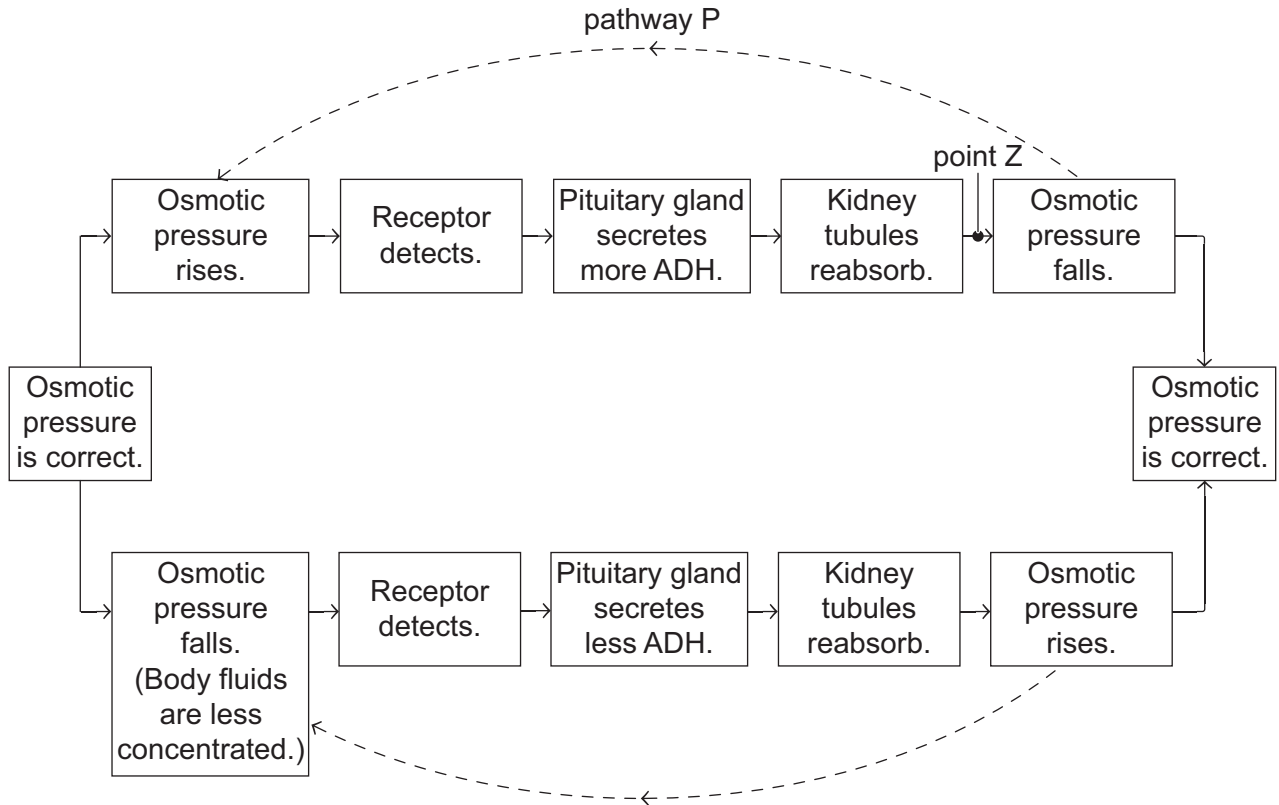 pathway P
point Z
Osmotic
pressure
rises.
Receptor
detects.
Pituitary gland
secretes
more ADH.
Kidney
tubules
reabsorb.
Osmotic
pressure
falls.
Osmotic
pressure
is correct.
Osmotic
pressure
is correct.
Osmotic
pressure
falls.
(Body fluids
are less
concentrated.)
Receptor
detects.
Pituitary gland
secretes
less ADH.
Kidney
tubules
reabsorb.
Osmotic
pressure
rises.